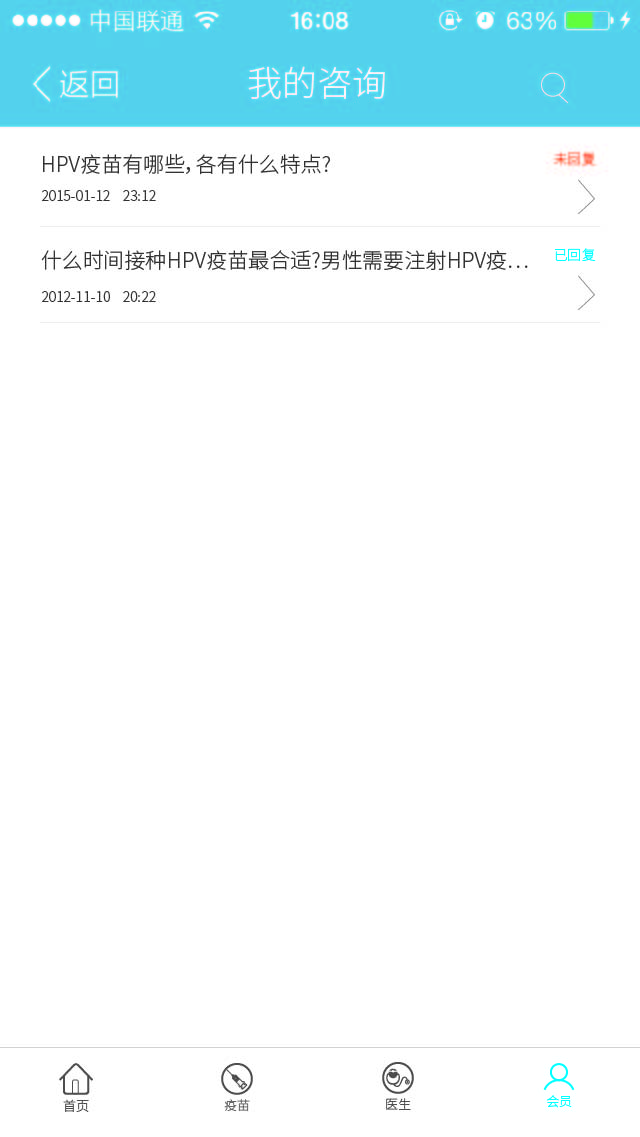 中国联通 16:08 63%
返回 我的咨询
HPV疫苗有哪些，各有什么特点? 未回复
2015-01-12 23:12
什么时间接种HPV疫苗最合适?男性需要注射HPV疫... 已回复
2012-11-10 20:22
首页 疫苗 医生 会员